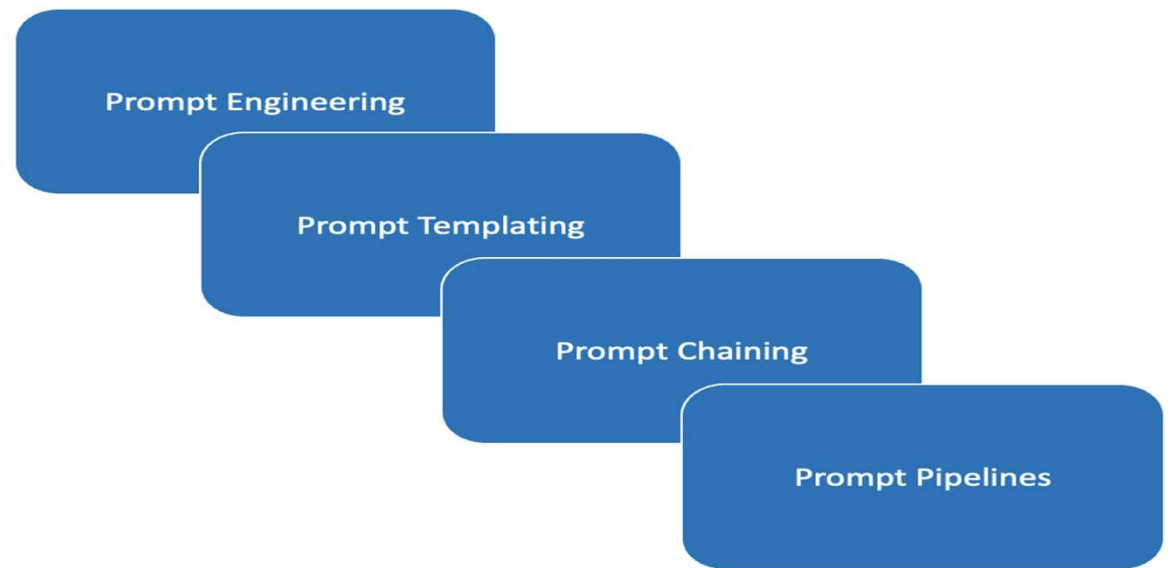 Prompt Engineering
Prompt Templating
Prompt Chaining
Prompt Pipelines